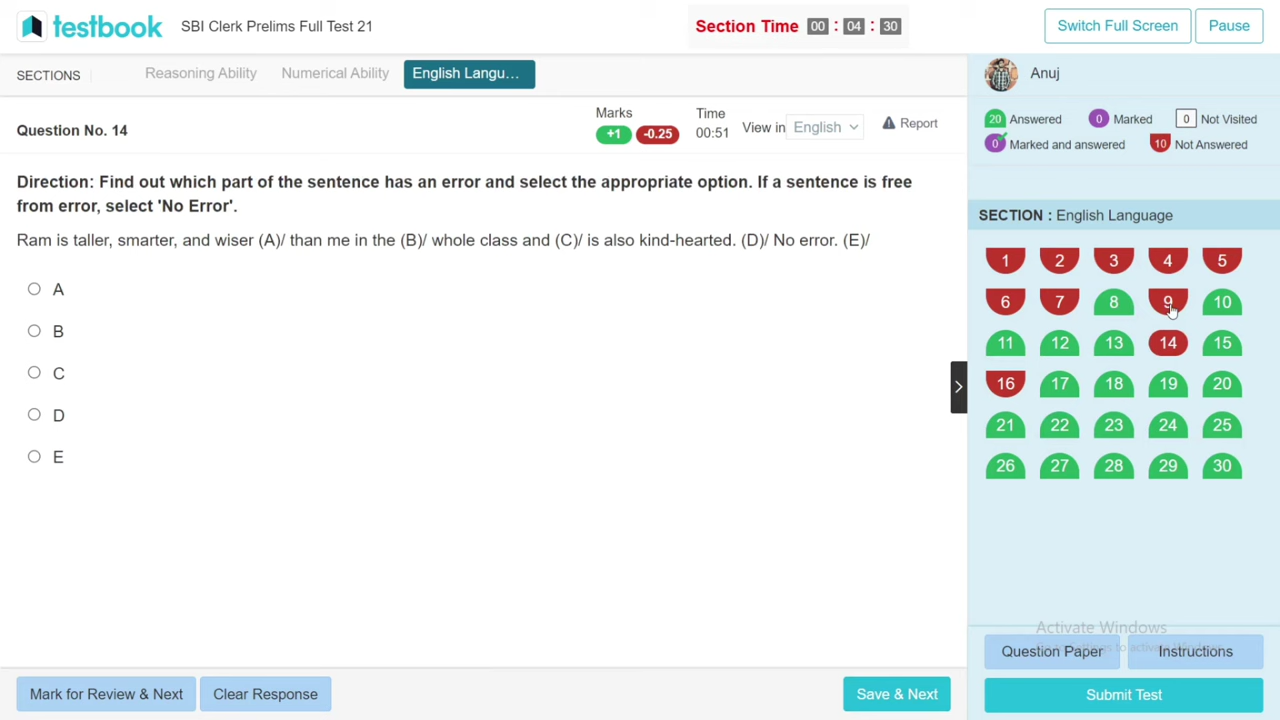 testbook SBI Clerk Prelims Full Test 21 Section Time 00 : 04 : 30 Switch Full Screen Pause
SECTIONS Reasoning Ability Numerical Ability English Langu... Anuj
Question No. 14 Marks +1 -0.25 Time 00:51 View in English Report
20 Answered 0 Marked 0 Not Visited
0 Marked and answered 10 Not Answered
Direction: Find out which part of the sentence has an error and select the appropriate option. If a sentence is free
from error, select 'No Error'.
Ram is taller, smarter, and wiser (A)/ than me in the (B)/ whole class and (C)/ is also kind-hearted. (D)/ No error. (E)/
A
B
C
D
E
SECTION : English Language
1 2 3 4 5
6 7 8 9 10
11 12 13 14 15
16 17 18 19 20
21 22 23 24 25
26 27 28 29 30
Activate Windows
Question Paper Instructions
Mark for Review & Next Clear Response Save & Next Submit Test